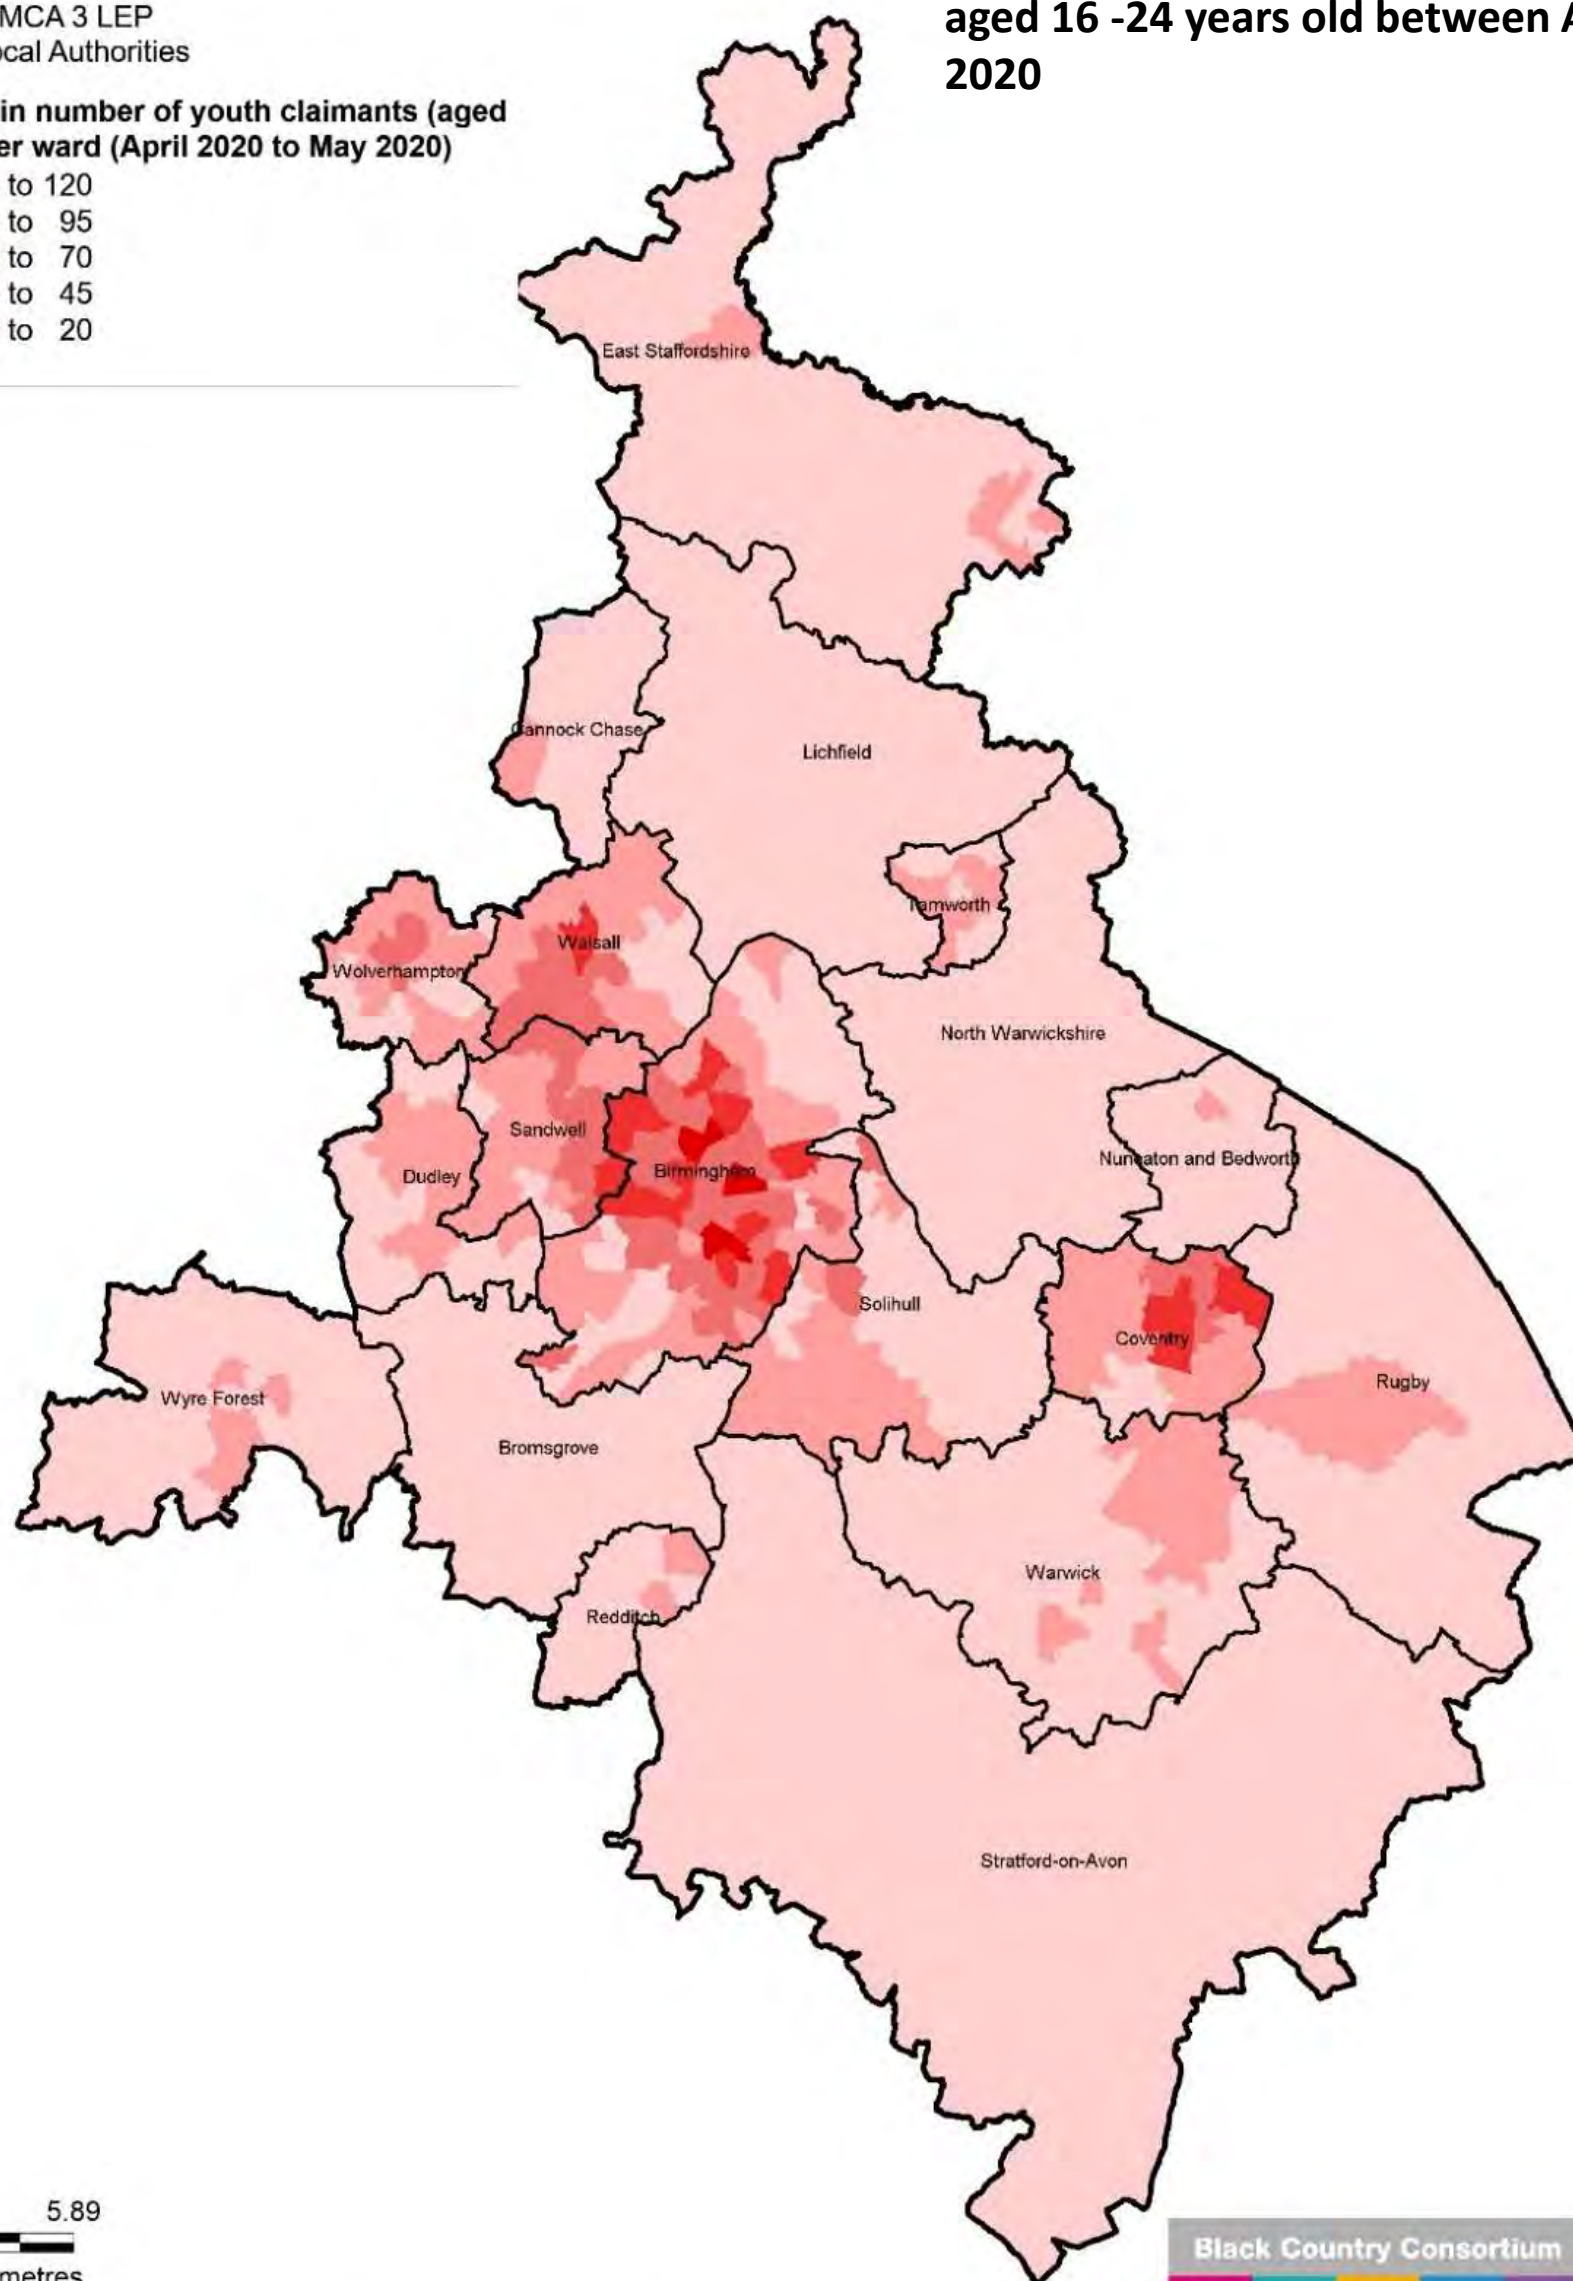 MCA 3 LEP
ocal Authorities
in number of youth claimants (aged
er ward (April 2020 to May 2020)
to 120
to 95
to 70
to 45
to 20
aged 16 -24 years old between A
2020
East Staffordshire
Cannock Chase
Lichfield
Tamworth
Walsall
Wolverhampton
North Warwickshire
Sandwell
Nuneaton and Bedworth
Birmingham
Dudley
Solihull
Coventry
Rugby
Wyre Forest
Bromsgrove
Warwick
Redditch
Stratford-on-Avon
5.89
metres
Black Country Consortium